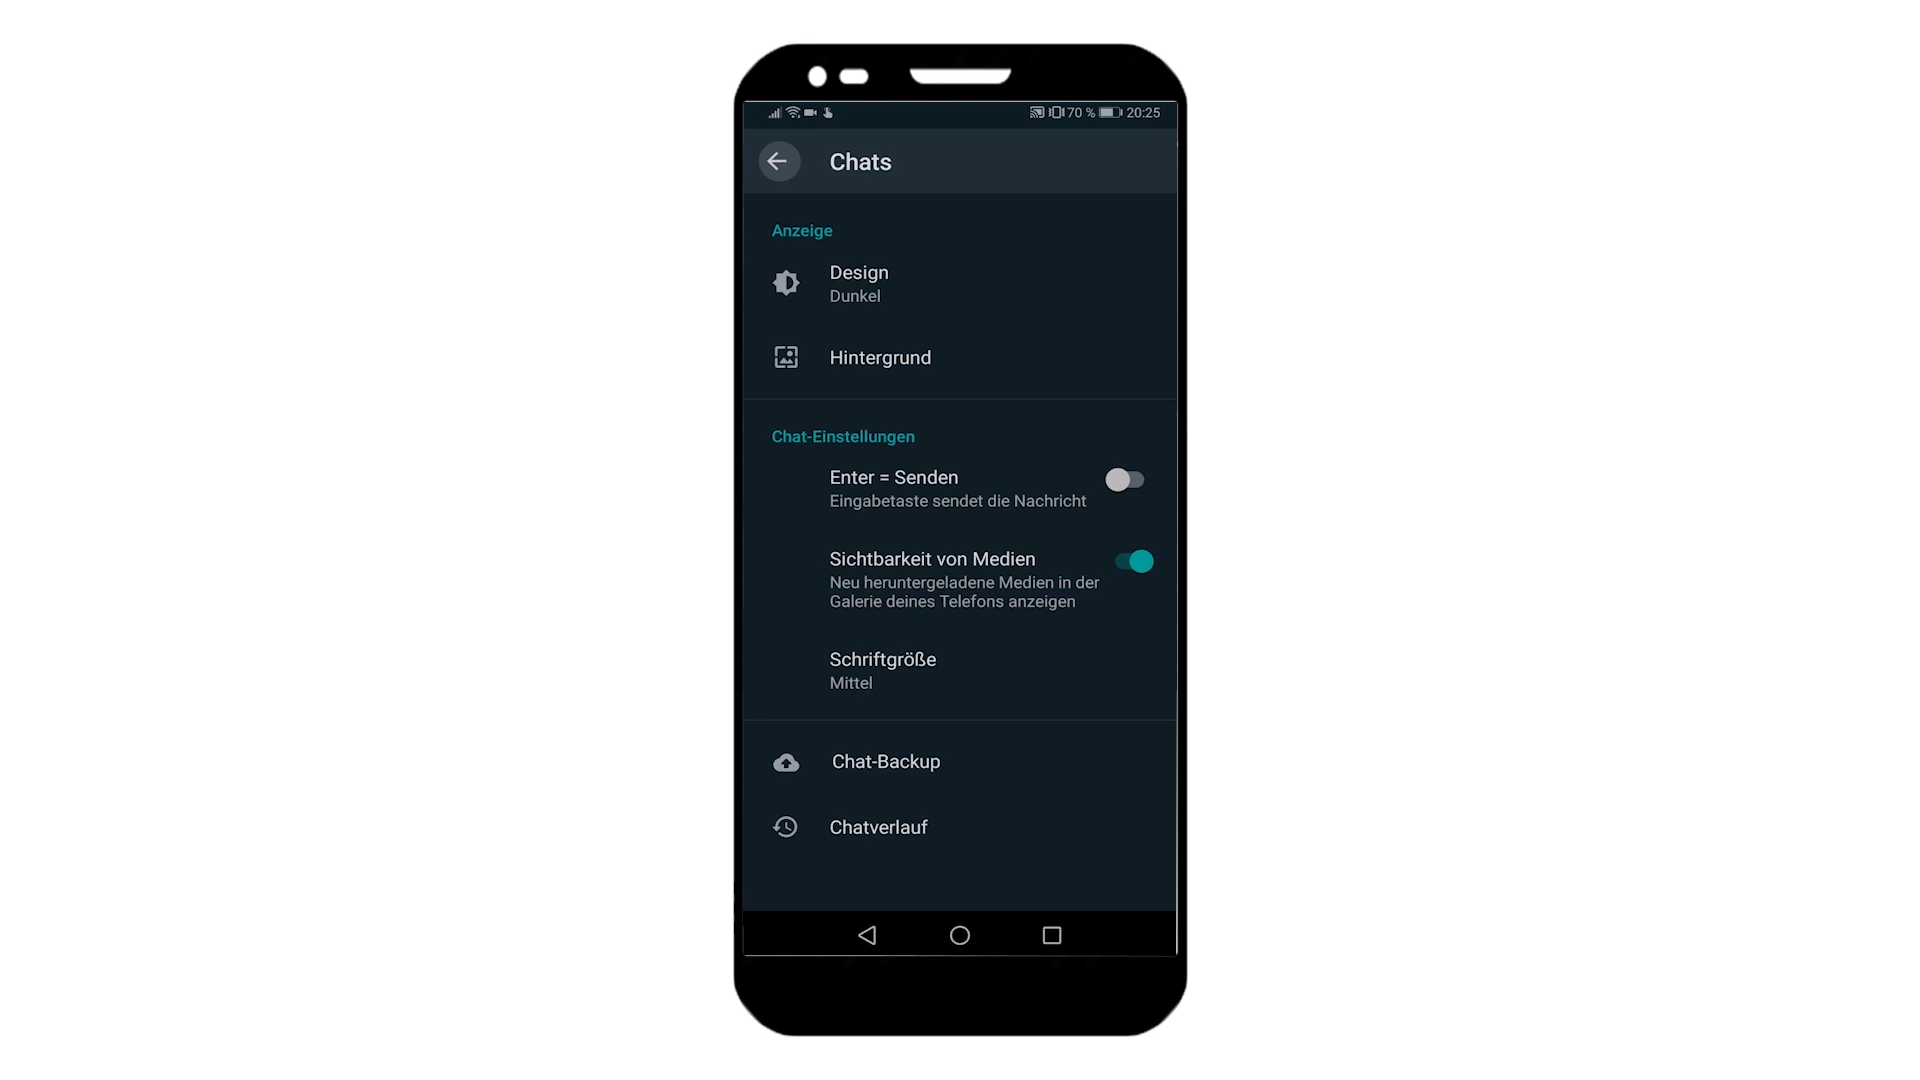 70 % 20:25
Chats
Anzeige
Design
Dunkel
Hintergrund
Chat-Einstellungen
Enter = Senden
Eingabetaste sendet die Nachricht
Sichtbarkeit von Medien
Neu heruntergeladene Medien in der
Galerie deines Telefons anzeigen
Schriftgröße
Mittel
Chat-Backup
Chatverlauf